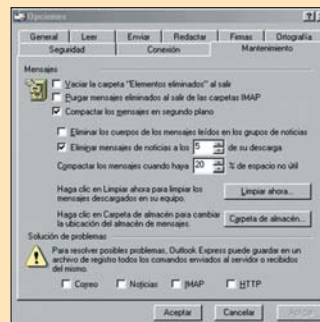 Opciones
General Leer Enviar Redactar Firmas Ortografía
Seguridad Conexión Mantenimiento
Mensajes
Vaciar la carpeta "Elementos eliminados" al salir
Purgar mensajes eliminados al salir de las carpetas IMAP
Compactar los mensajes en segundo plano
Eliminar los cuerpos de los mensajes leídos en los grupos de noticias
Eliminar mensajes de noticias a los 5 de su descarga
Compactar los mensajes cuando haya 20 % de espacio no útil
Haga clic en Limpiar ahora para limpiar los
mensajes descargados en su equipo.
Limpiar ahora...
Haga clic en Carpeta de almacén para cambiar
la ubicación del almacén de mensajes.
Carpeta de almacén...
Solución de problemas
Para resolver posibles problemas, Outlook Express puede guardar en un
archivo de registro todos los comandos enviados al servidor o recibidos
del mismo.
Correo Noticias IMAP HTTP
Aceptar Cancelar Aplicar